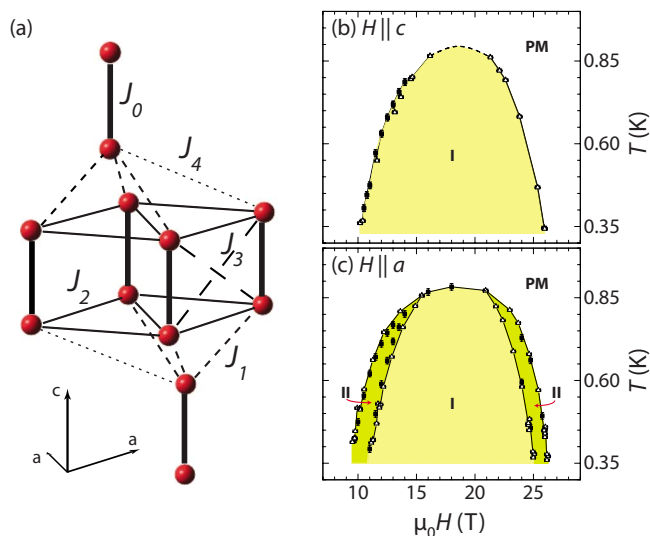 (a)
J0
J4
J3
J2
J1
c
a
a
(b) H || c
PM
I
0.85
0.60
0.35
T (K)
(c) H || a
PM
II
I
II
0.85
0.60
0.35
T (K)
10 15 20 25
μ0H (T)